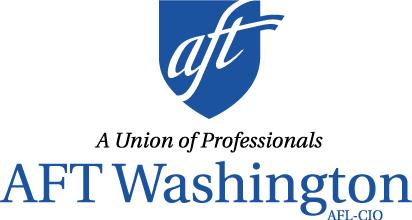 aft
A Union of Professionals
AFT Washington
AFL-CIO